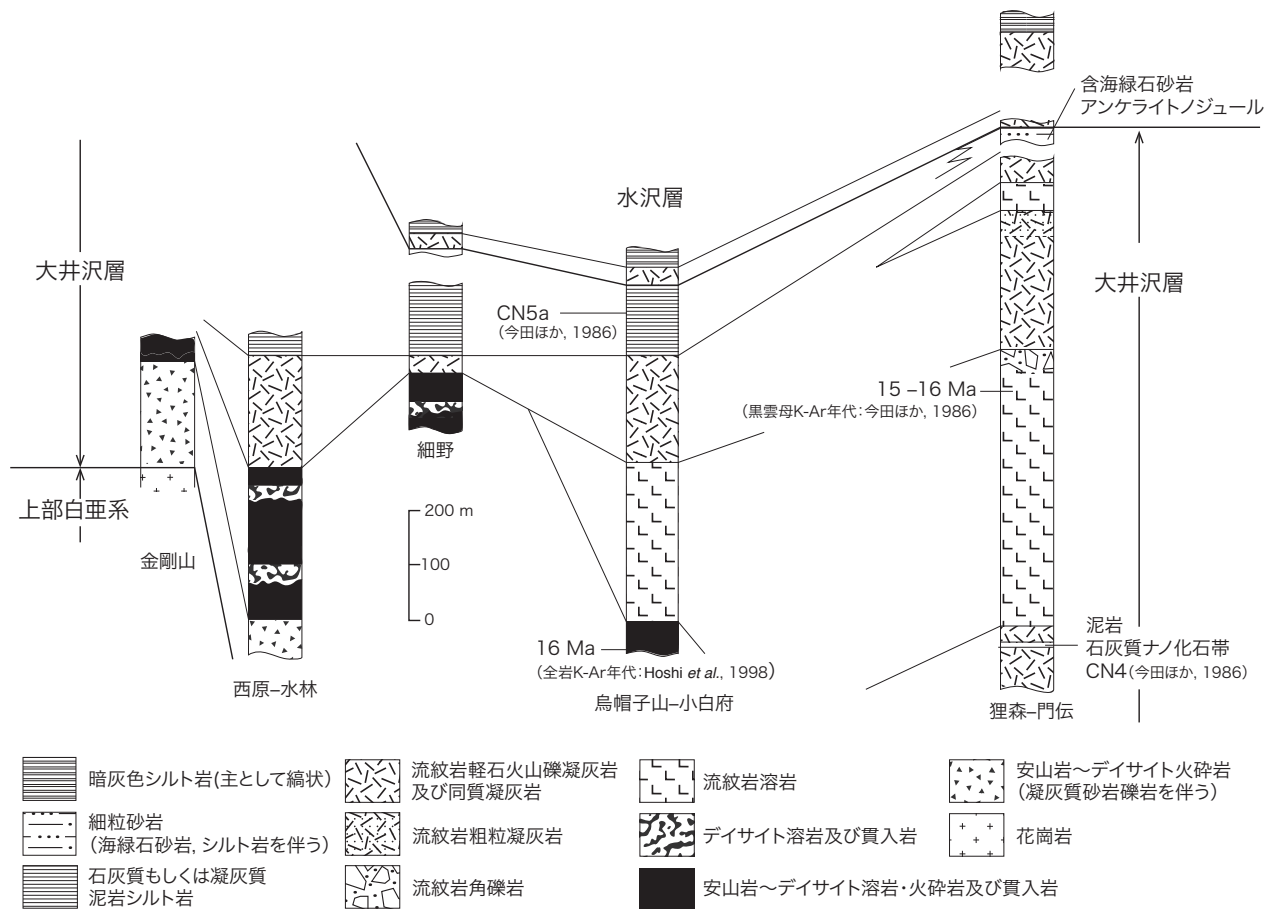 含海緑石砂岩
アンケライトノジュール
水沢層
大井沢層
大井沢層
CN5a
(今田ほか, 1986)
15 –16 Ma
(黒雲母K-Ar年代：今田ほか, 1986)
細野
上部白亜系
200 m
100
0
金剛山
泥岩
石灰質ナノ化石帯
CN4(今田ほか, 1986)
16 Ma
(全岩K-Ar年代：Hoshi et al., 1998)
西原–水林
烏帽子山–小白府
狸森–門伝
暗灰色シルト岩(主として縞状)
細粒砂岩
(海緑石砂岩, シルト岩を伴う)
石灰質もしくは凝灰質
泥岩シルト岩
流紋岩軽石火山礫凝灰岩
及び同質凝灰岩
流紋岩粗粒凝灰岩
流紋岩角礫岩
流紋岩溶岩
デイサイト溶岩及び貫入岩
安山岩～デイサイト溶岩・火砕岩及び貫入岩
安山岩～デイサイト火砕岩
(凝灰質砂岩礫岩を伴う)
花崗岩